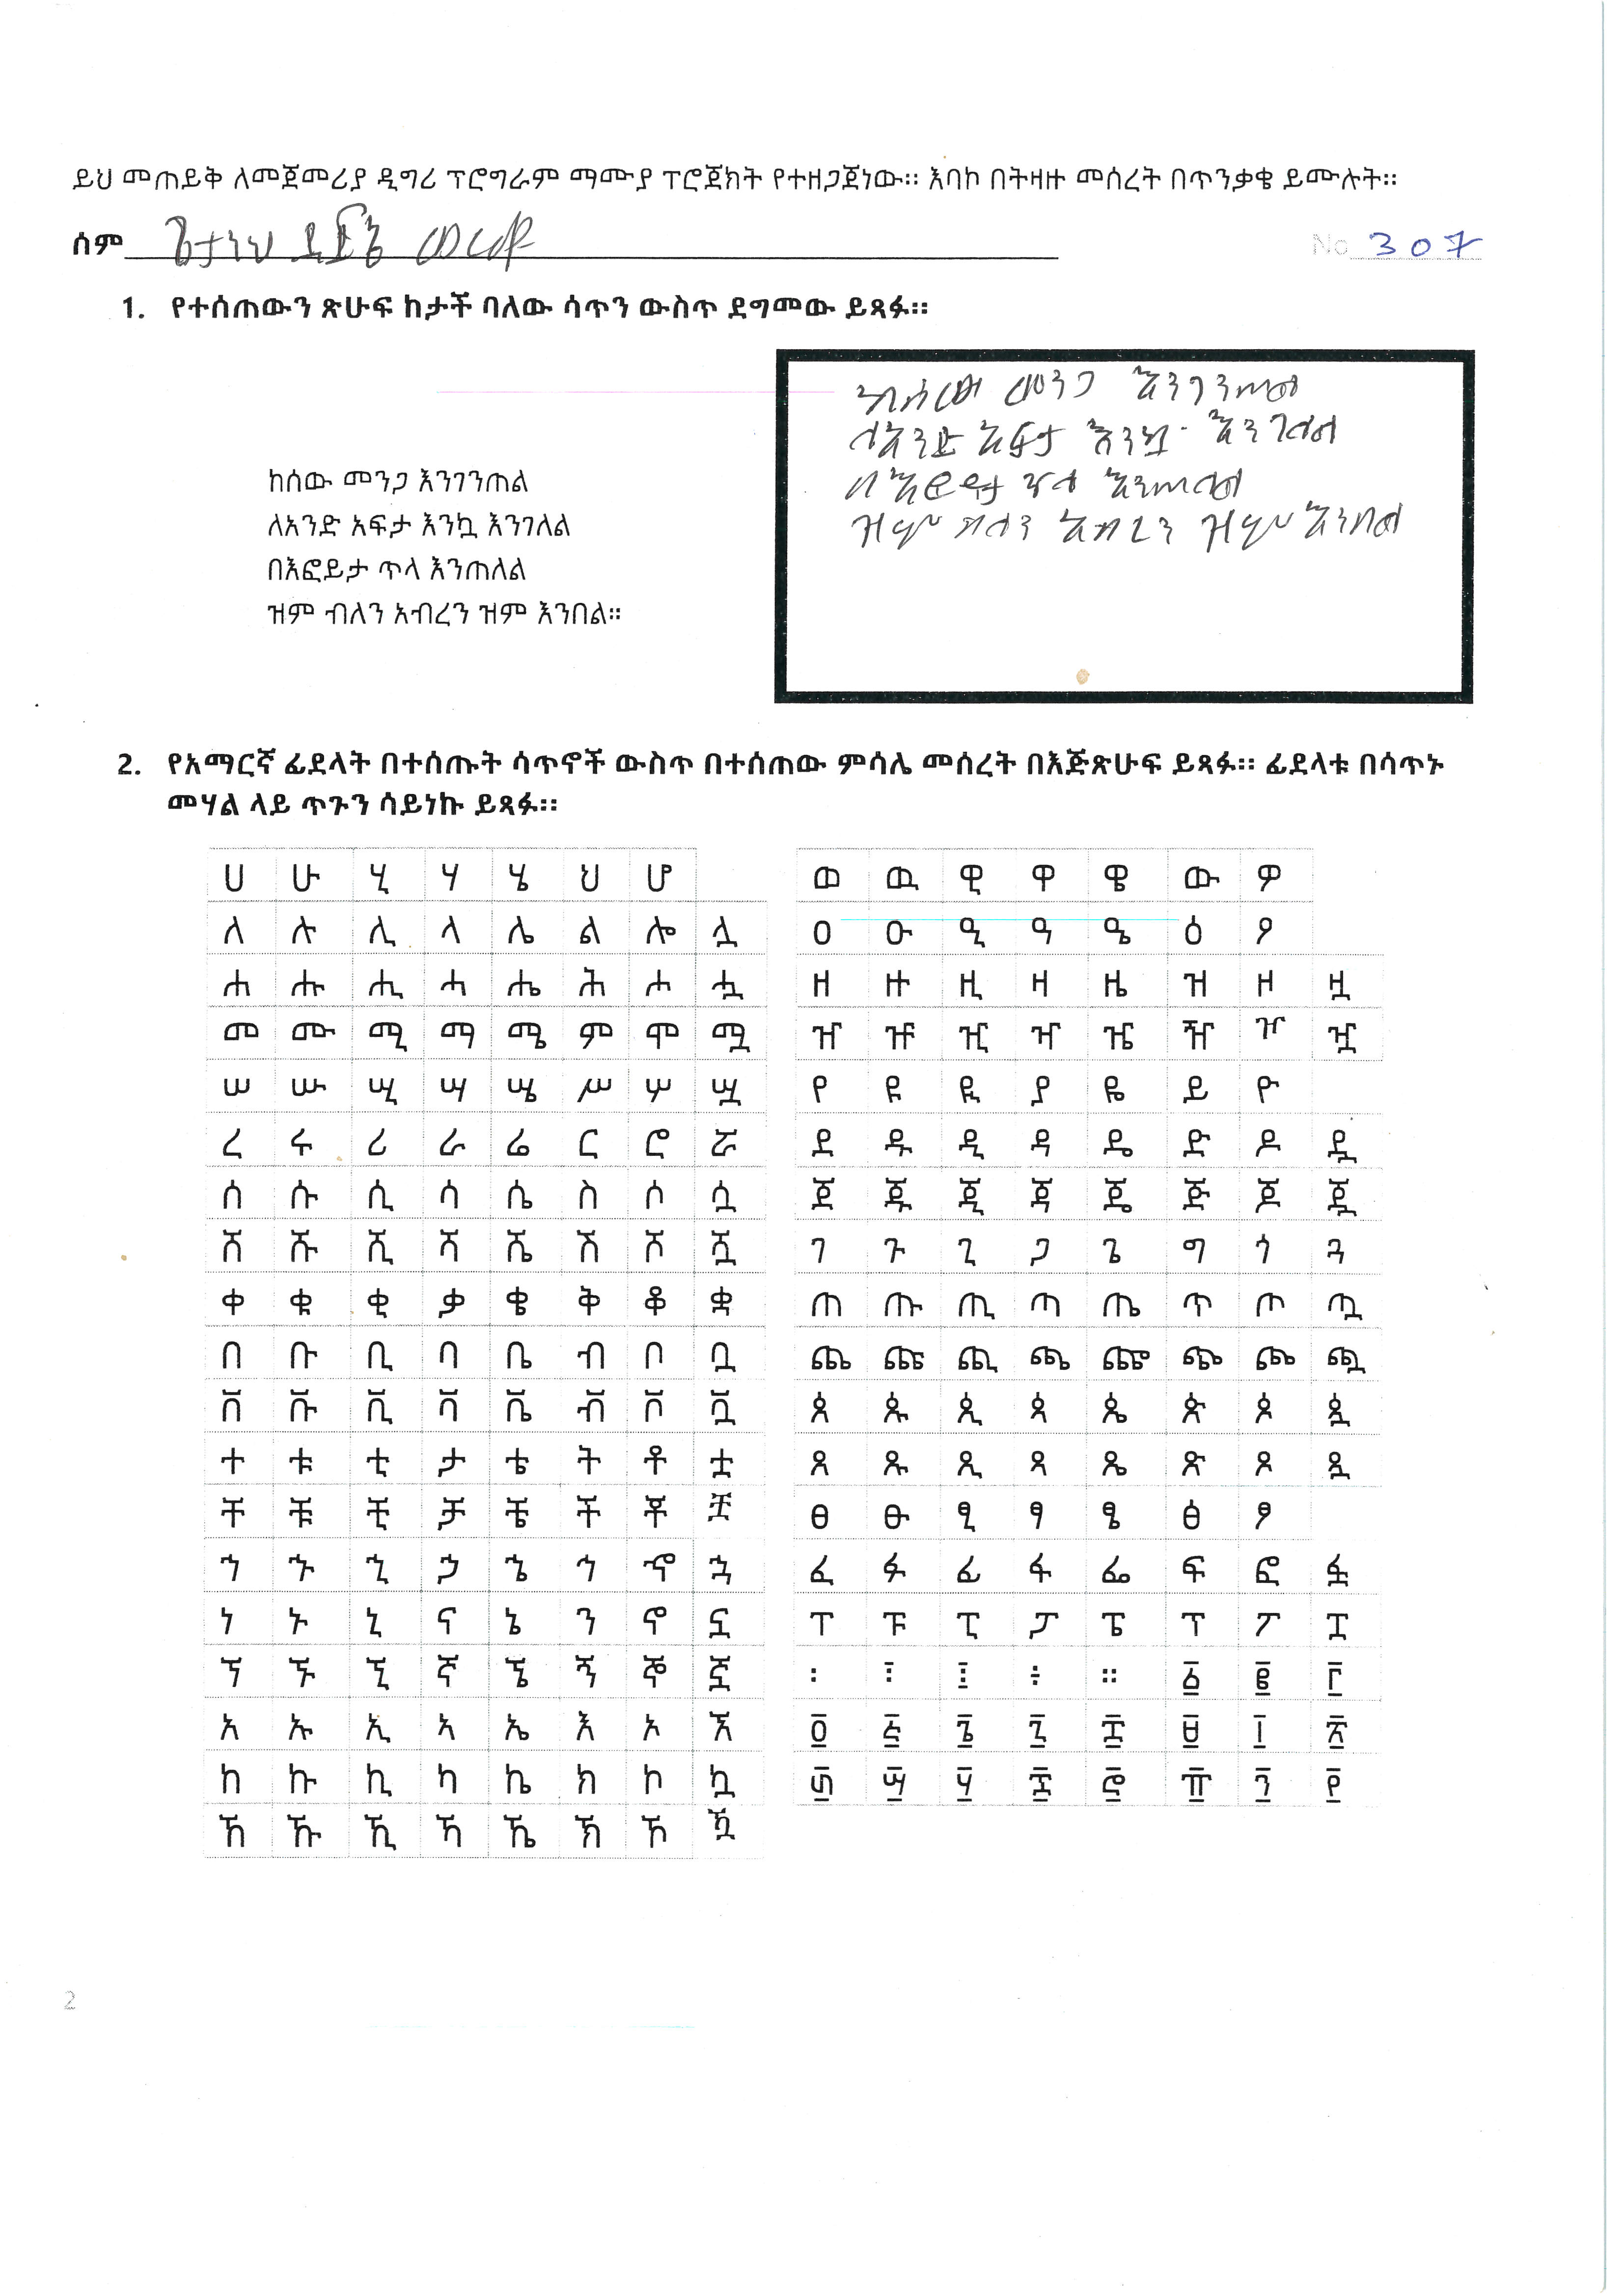 ይህ መጠይቅ ለመጀመሪያ ዲግሪ ፕሮግራም ማሙያ ፕሮጀክት የተዘጋጀነው። እባኮ በትዛዙ መሰረት በጥንቃቄ ይሙሉት።
ስም ጌታነህ ደጀኔ ወርቁ No 307
1. የተሰጠውን ጽሁፍ ከታች ባለው ሳጥን ውስጥ ደግመው ይጻፉ።
ከሰው መንጋ እንገንጠል
ለአንድ አፍታ እንኳ እንገለል
በእፎይታ ጥላ እንጠለል
ዝም ብለን አብረን ዝም እንበል።
ከሰው መንጋ እንገንጠል
ለአንድ አፍታ እንኳ እንገለል
በእፎይታ ጥላ እንጠለል
ዝም ብለን አብረን ዝም እንበል
2. የአማርኛ ፊደላት በተሰጡት ሳጥኖች ውስጥ በተሰጠው ምሳሌ መሰረት በእጅጽሁፍ ይጻፉ። ፊደላቱ በሳጥኑ
መሃል ላይ ጥጉን ሳይነኩ ይጻፉ።
ሀ ሁ ሂ ሃ ሄ ህ ሆ
ለ ሉ ሊ ላ ሌ ል ሎ ሏ
ሐ ሑ ሒ ሓ ሔ ሕ ሖ ሗ
መ ሙ ሚ ማ ሜ ም ሞ ሟ
ሠ ሡ ሢ ሣ ሤ ሥ ሦ ሧ
ረ ሩ ሪ ራ ሬ ር ሮ ሯ
ሰ ሱ ሲ ሳ ሴ ስ ሶ ሷ
ሸ ሹ ሺ ሻ ሼ ሽ ሾ ሿ
ቀ ቁ ቂ ቃ ቄ ቅ ቆ ቋ
በ ቡ ቢ ባ ቤ ብ ቦ ቧ
ቨ ቩ ቪ ቫ ቬ ቭ ቮ ቯ
ተ ቱ ቲ ታ ቴ ት ቶ ቷ
ቸ ቹ ቺ ቻ ቼ ች ቾ ቿ
ኀ ኁ ኂ ኃ ኄ ኅ ኆ ኋ
ነ ኑ ኒ ና ኔ ን ኖ ኗ
ኘ ኙ ኚ ኛ ኜ ኝ ኞ ኟ
አ ኡ ኢ ኣ ኤ እ ኦ ኧ
ከ ኩ ኪ ካ ኬ ክ ኮ ኳ
ኸ ኹ ኺ ኻ ኼ ኽ ኾ ዃ
ወ ዉ ዊ ዋ ዌ ው ዎ
ዐ ዑ ዒ ዓ ዔ ዕ ዖ
ዘ ዙ ዚ ዛ ዜ ዝ ዞ ዟ
ዠ ዡ ዢ ዣ ዤ ዥ ዦ ዧ
የ ዩ ዪ ያ ዬ ይ ዮ
ደ ዱ ዲ ዳ ዴ ድ ዶ ዷ
ጀ ጁ ጂ ጃ ጄ ጅ ጆ ጇ
ገ ጉ ጊ ጋ ጌ ግ ጎ ጓ
ጠ ጡ ጢ ጣ ጤ ጥ ጦ ጧ
ጨ ጩ ጪ ጫ ጬ ጭ ጮ ጯ
ጰ ጱ ጲ ጳ ጴ ጵ ጶ ጷ
ጸ ጹ ጺ ጻ ጼ ጽ ጾ ጿ
ፀ ፁ ፂ ፃ ፄ ፅ ፆ
ፈ ፉ ፊ ፋ ፌ ፍ ፎ ፏ
ፐ ፑ ፒ ፓ ፔ ፕ ፖ ፗ
፡ ፣ ፤ ፥ ። ፩ ፪ ፫
፬ ፭ ፮ ፯ ፰ ፱ ፲ ፳
፴ ፵ ፶ ፷ ፸ ፹ ፺ ፻
2